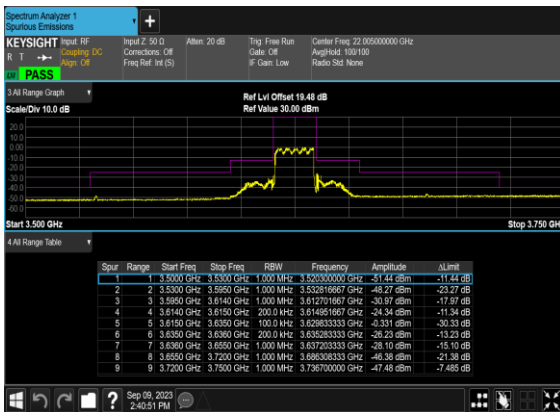 Spectrum Analyzer 1
Spurious Emissions
+
KEYSIGHT Input: RF
R T Coupling: DC
Align: Off
Input Z: 50 Ω
Corrections: Off
Freq Ref: Int (S)
Atten: 20 dB
Trig: Free Run
Gate: Off
IF Gain: Low
Center Freq: 22.005000000 GHz
Avg|Hold: 100/100
Radio Std: None
PASS
3 All Range Graph
Scale/Div 10.0 dB
Ref Lvl Offset 19.48 dB
Ref Value 30.00 dBm
20.0
10.0
0.00
-10.0
-20.0
-30.0
-40.0
-50.0
-60.0
Start 3.500 GHz
Stop 3.750 GH
4 All Range Table
Spur Range Start Freq Stop Freq RBW Frequency Amplitude ΔLimit
1 1 3.5000 GHz 3.5300 GHz 1.000 MHz 3.520300000 GHz -51.44 dBm -11.44 dB
2 2 3.5300 GHz 3.5950 GHz 1.000 MHz 3.532816667 GHz -48.27 dBm -23.27 dB
3 3 3.5950 GHz 3.6140 GHz 1.000 MHz 3.612701667 GHz -30.97 dBm -17.97 dB
4 4 3.6140 GHz 3.6150 GHz 200.0 kHz 3.614951667 GHz -24.34 dBm -11.34 dB
5 5 3.6150 GHz 3.6350 GHz 100.0 kHz 3.629833333 GHz -0.331 dBm -30.33 dB
6 6 3.6350 GHz 3.6360 GHz 200.0 kHz 3.635283333 GHz -26.23 dBm -13.23 dB
7 7 3.6360 GHz 3.6550 GHz 1.000 MHz 3.637203333 GHz -28.10 dBm -15.10 dB
8 8 3.6550 GHz 3.7200 GHz 1.000 MHz 3.686308333 GHz -46.38 dBm -21.38 dB
9 9 3.7200 GHz 3.7500 GHz 1.000 MHz 3.736700000 GHz -47.48 dBm -7.485 dB
?
Sep 09, 2023
2:40:51 PM